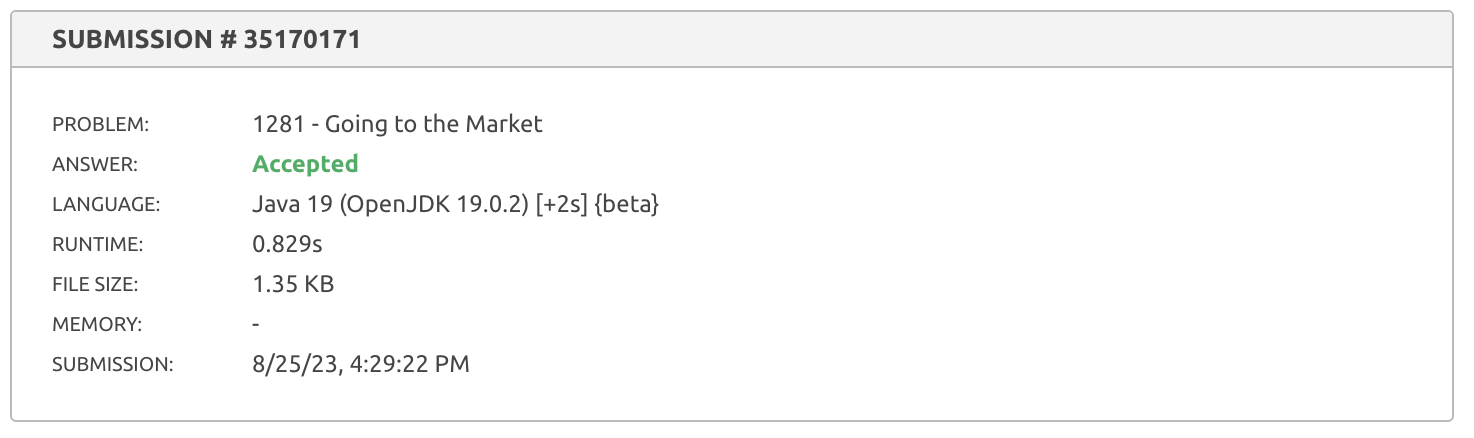 SUBMISSION # 35170171
PROBLEM: 1281 - Going to the Market
ANSWER: Accepted
LANGUAGE: Java 19 (OpenJDK 19.0.2) [+2s] {beta}
RUNTIME: 0.829s
FILE SIZE: 1.35 KB
MEMORY: -
SUBMISSION: 8/25/23, 4:29:22 PM